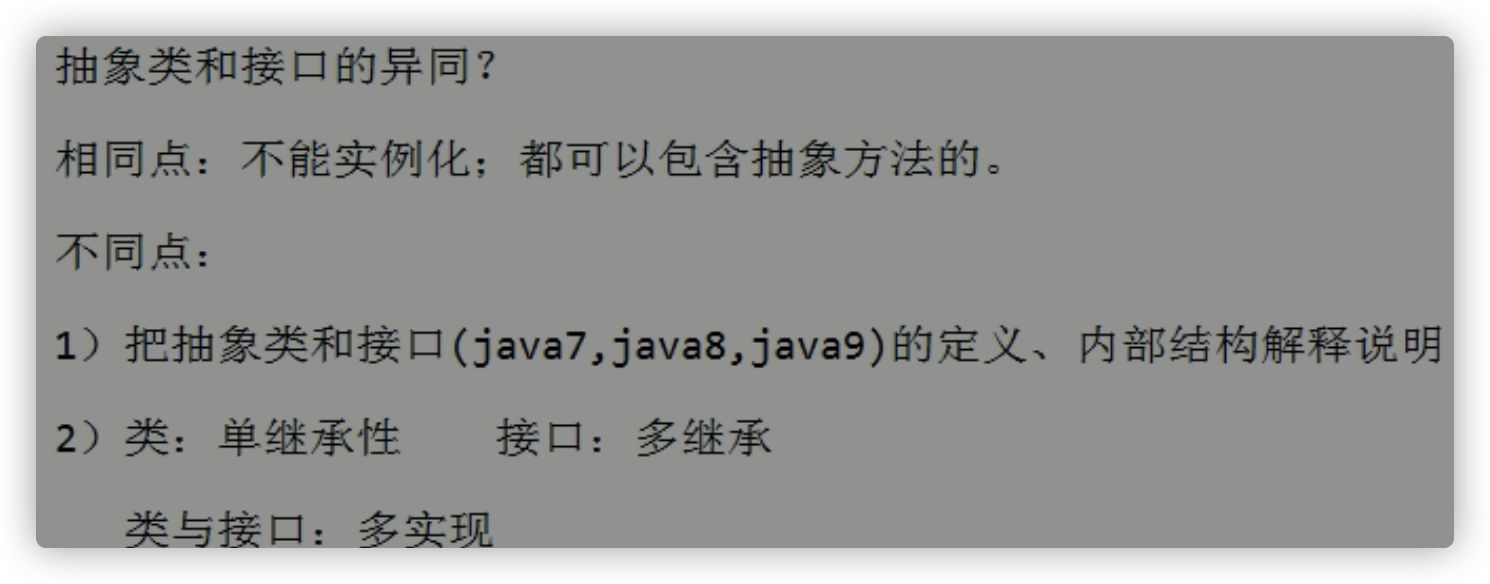 抽象类和接口的异同？
相同点：不能实例化；都可以包含抽象方法的。
不同点：
1）把抽象类和接口(java7,java8,java9)的定义、内部结构解释说明
2）类：单继承性    接口：多继承
类与接口：多实现